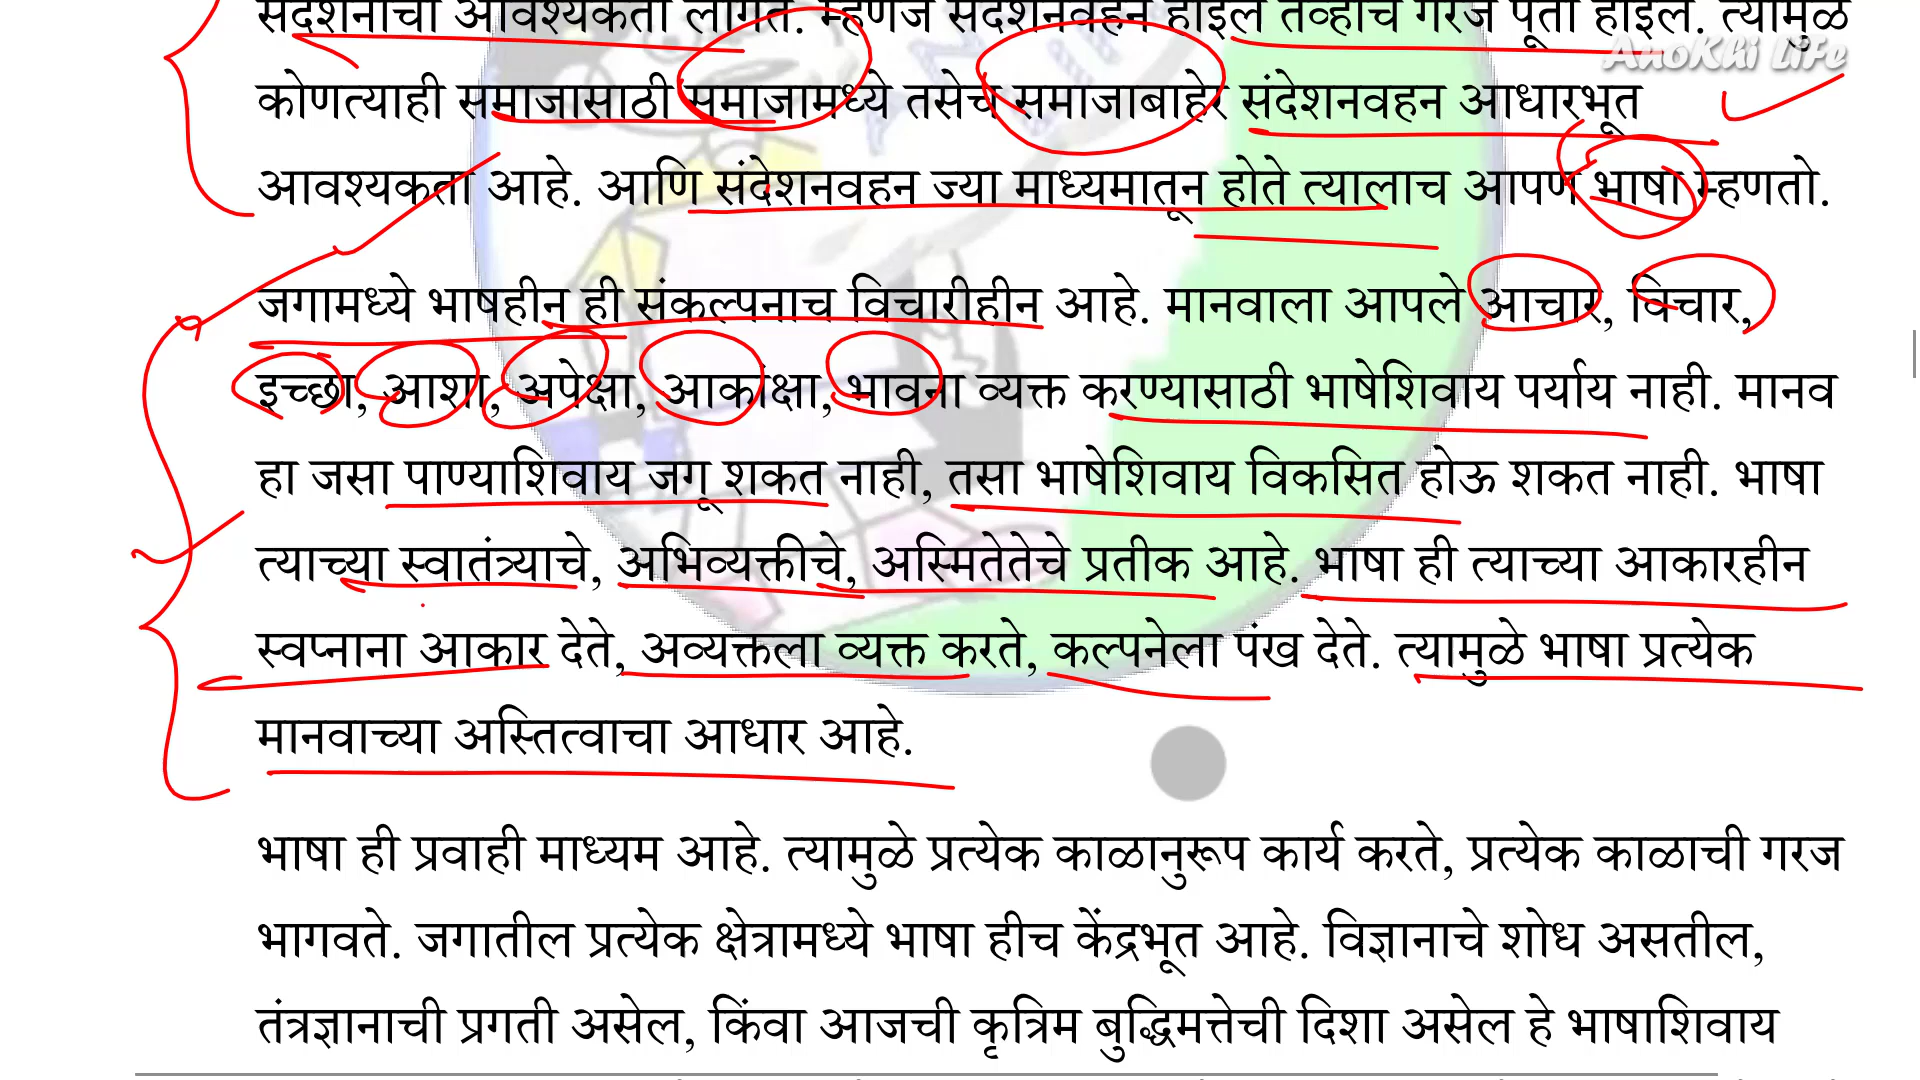 संदेशनाची आवश्यकता लागते. म्हणजे संदेशनवहन होईल तेव्हाच गरज पूर्ती होईल. त्यामुळे
AnoKhi Life
कोणत्याही समाजासाठी समाजामध्ये तसेच समाजाबाहेर संदेशनवहन आधारभूत
आवश्यकता आहे. आणि संदेशनवहन ज्या माध्यमातून होते त्यालाच आपण भाषा म्हणतो.
जगामध्ये भाषहीन ही संकल्पनाच विचारीहीन आहे. मानवाला आपले आचार, विचार,
इच्छा, आशा, अपेक्षा, आकांक्षा, भावना व्यक्त करण्यासाठी भाषेशिवाय पर्याय नाही. मानव
हा जसा पाण्याशिवाय जगू शकत नाही, तसा भाषेशिवाय विकसित होऊ शकत नाही. भाषा
त्याच्या स्वातंत्र्याचे, अभिव्यक्तीचे, अस्मितेतेचे प्रतीक आहे. भाषा ही त्याच्या आकारहीन
स्वप्नाना आकार देते, अव्यक्तला व्यक्त करते, कल्पनेला पंख देते. त्यामुळे भाषा प्रत्येक
मानवाच्या अस्तित्वाचा आधार आहे.
भाषा ही प्रवाही माध्यम आहे. त्यामुळे प्रत्येक काळानुरूप कार्य करते, प्रत्येक काळाची गरज
भागवते. जगातील प्रत्येक क्षेत्रामध्ये भाषा हीच केंद्रभूत आहे. विज्ञानाचे शोध असतील,
तंत्रज्ञानाची प्रगती असेल, किंवा आजची कृत्रिम बुद्धिमत्तेची दिशा असेल हे भाषाशिवाय